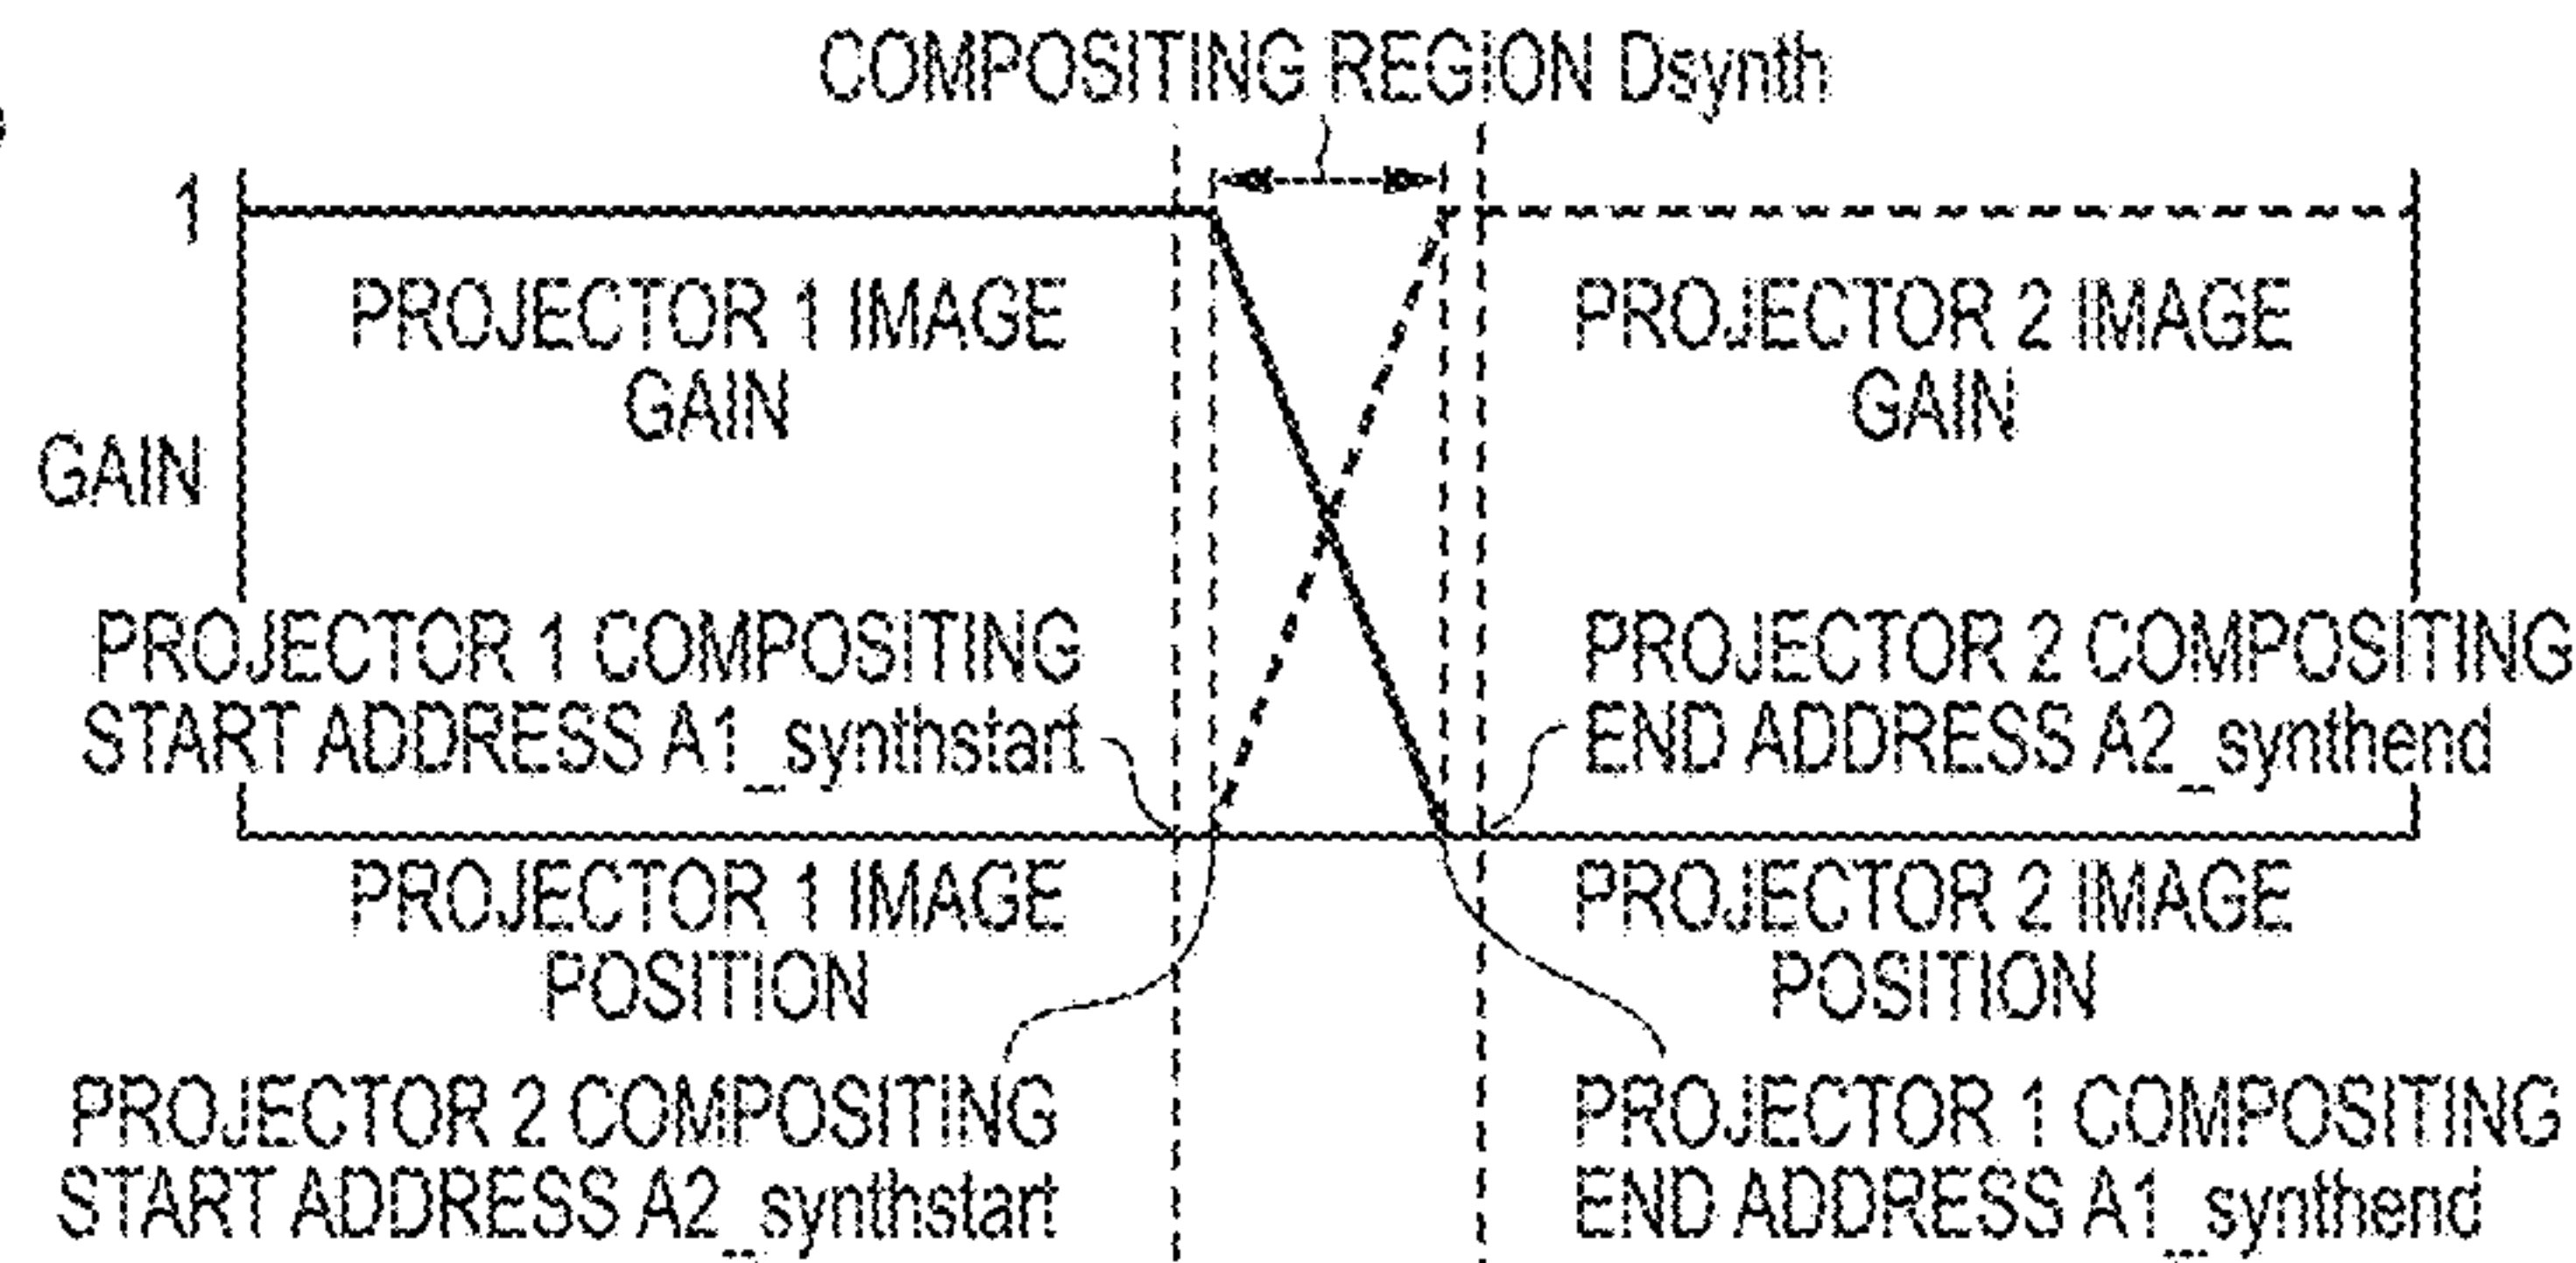 COMPOSITING REGION Dsynth
1
PROJECTOR 1 IMAGE
GAIN
PROJECTOR 2 IMAGE
GAIN
GAIN
PROJECTOR 1 COMPOSITING
START ADDRESS A1_synthstart
PROJECTOR 2 COMPOSITING
END ADDRESS A2_synthend
PROJECTOR 1 IMAGE
POSITION
PROJECTOR 2 IMAGE
POSITION
PROJECTOR 2 COMPOSITING
START ADDRESS A2_synthstart
PROJECTOR 1 COMPOSITING
END ADDRESS A1_synthend